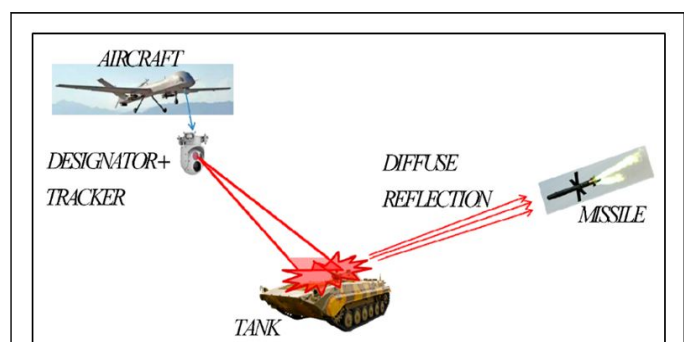 AIRCRAFT
DESIGNATOR+
TRACKER
DIFFUSE
REFLECTION
MISSILE
TANK